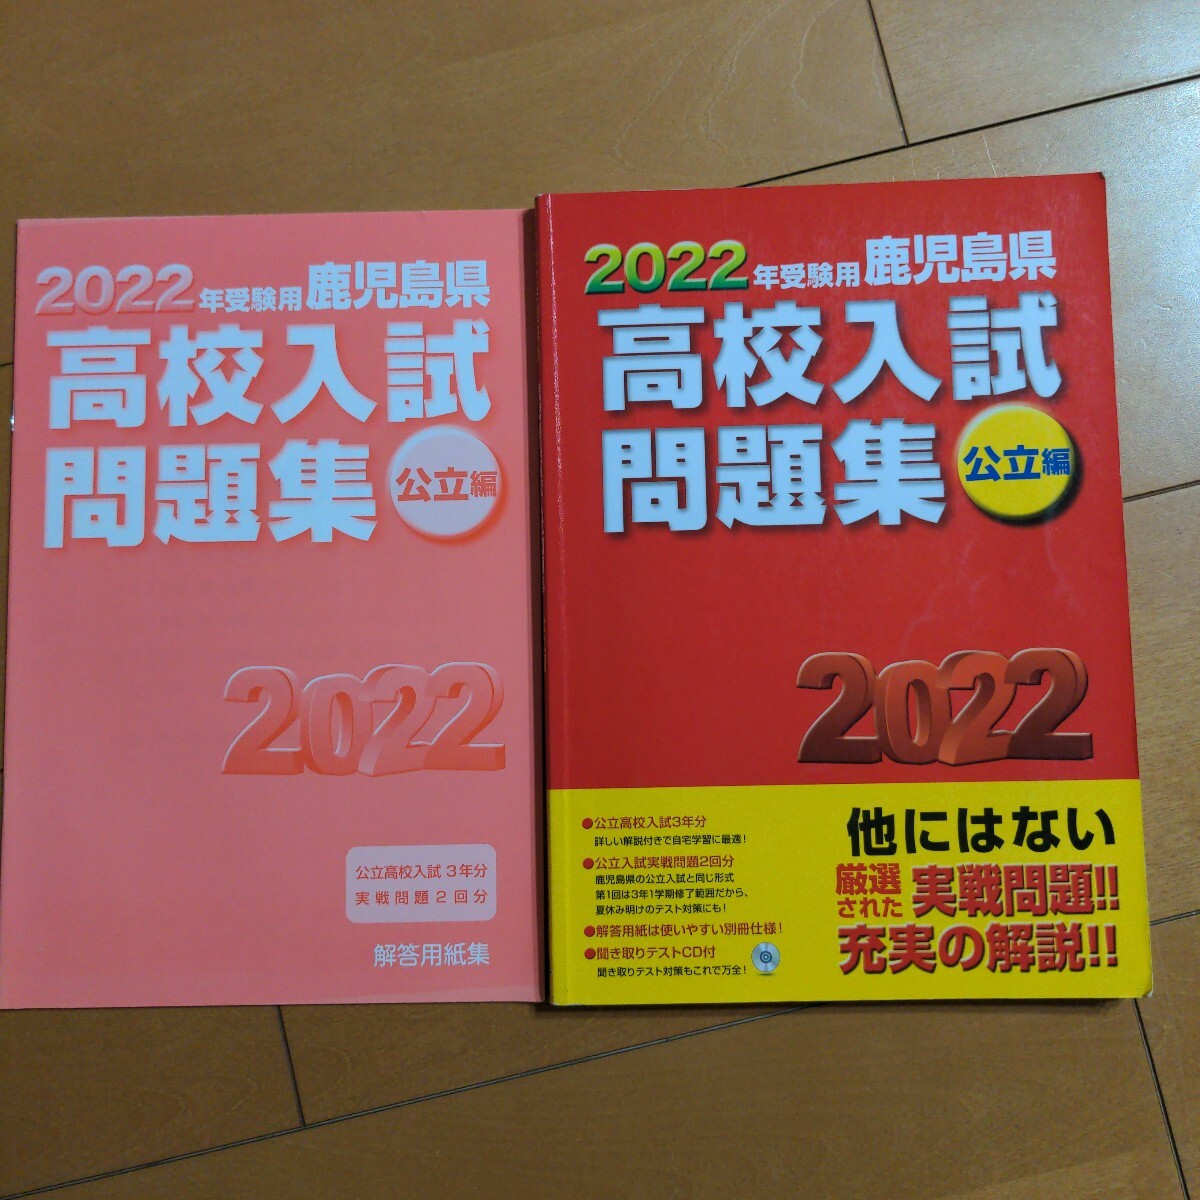 2022年受験用鹿児島県
高校入試
問題集
公立編
2022
公立高校入試3年分
実戦問題2回分
解答用紙集
2022年受験用鹿児島県
高校入試
問題集
公立編
2022
●公立高校入試3年分
詳しい解説付きで自宅学習に最適!
●公立入試実戦問題2回分
鹿児島県の公立入試と同じ形式
第1回は3年1学期修了範囲だから、
夏休み明けのテスト対策にも!
●解答用紙は使いやすい別冊仕様!
●聞き取りテストCD付
聞き取りテスト対策もこれで万全!
他にはない
厳選された実戦問題!!
充実の解説!!